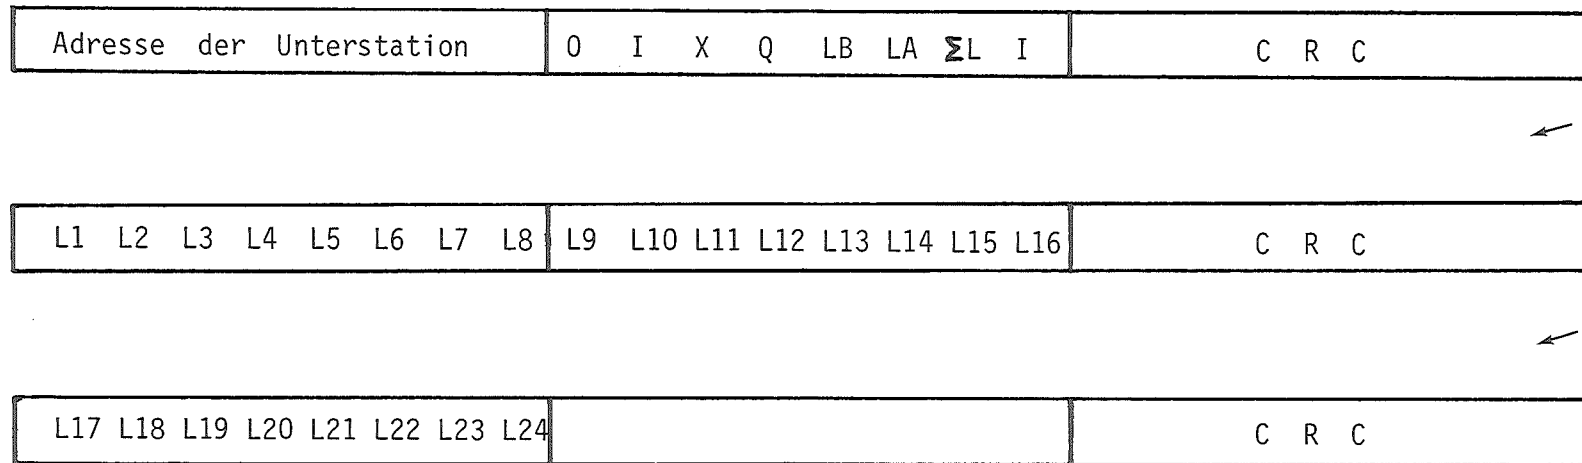 Adresse der Unterstation O I X Q LB LA ΣL I C R C
L1 L2 L3 L4 L5 L6 L7 L8 L9 L10 L11 L12 L13 L14 L15 L16 C R C
L17 L18 L19 L20 L21 L22 L23 L24 C R C